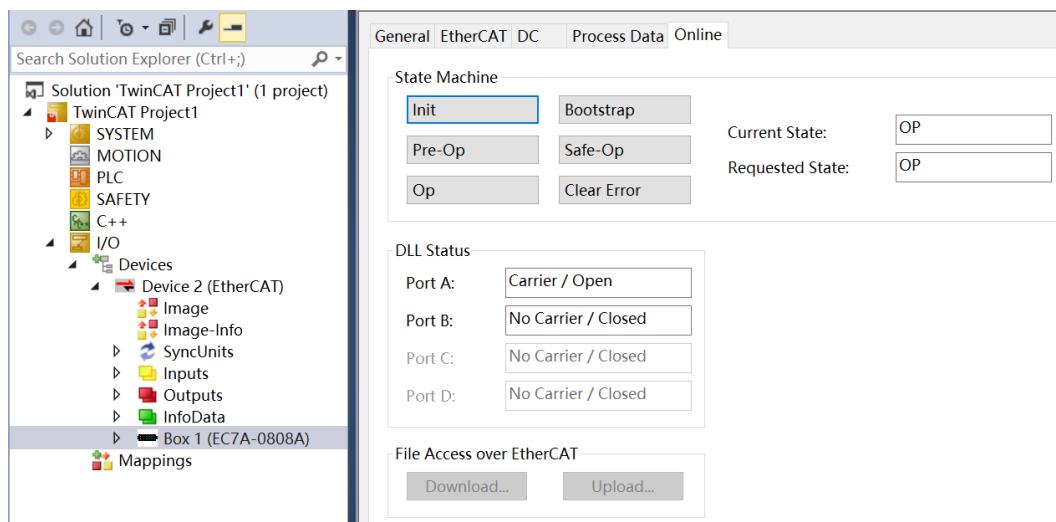 Search Solution Explorer (Ctrl+;)
Solution 'TwinCAT Project1' (1 project)
TwinCAT Project1
SYSTEM
MOTION
PLC
SAFETY
C++
I/O
Devices
Device 2 (EtherCAT)
Image
Image-Info
SyncUnits
Inputs
Outputs
InfoData
Box 1 (EC7A-0808A)
Mappings
General EtherCAT DC Process Data Online
State Machine
Init Bootstrap
Pre-Op Safe-Op
Op Clear Error
Current State: OP
Requested State: OP
DLL Status
Port A: Carrier / Open
Port B: No Carrier / Closed
Port C: No Carrier / Closed
Port D: No Carrier / Closed
File Access over EtherCAT
Download... Upload...